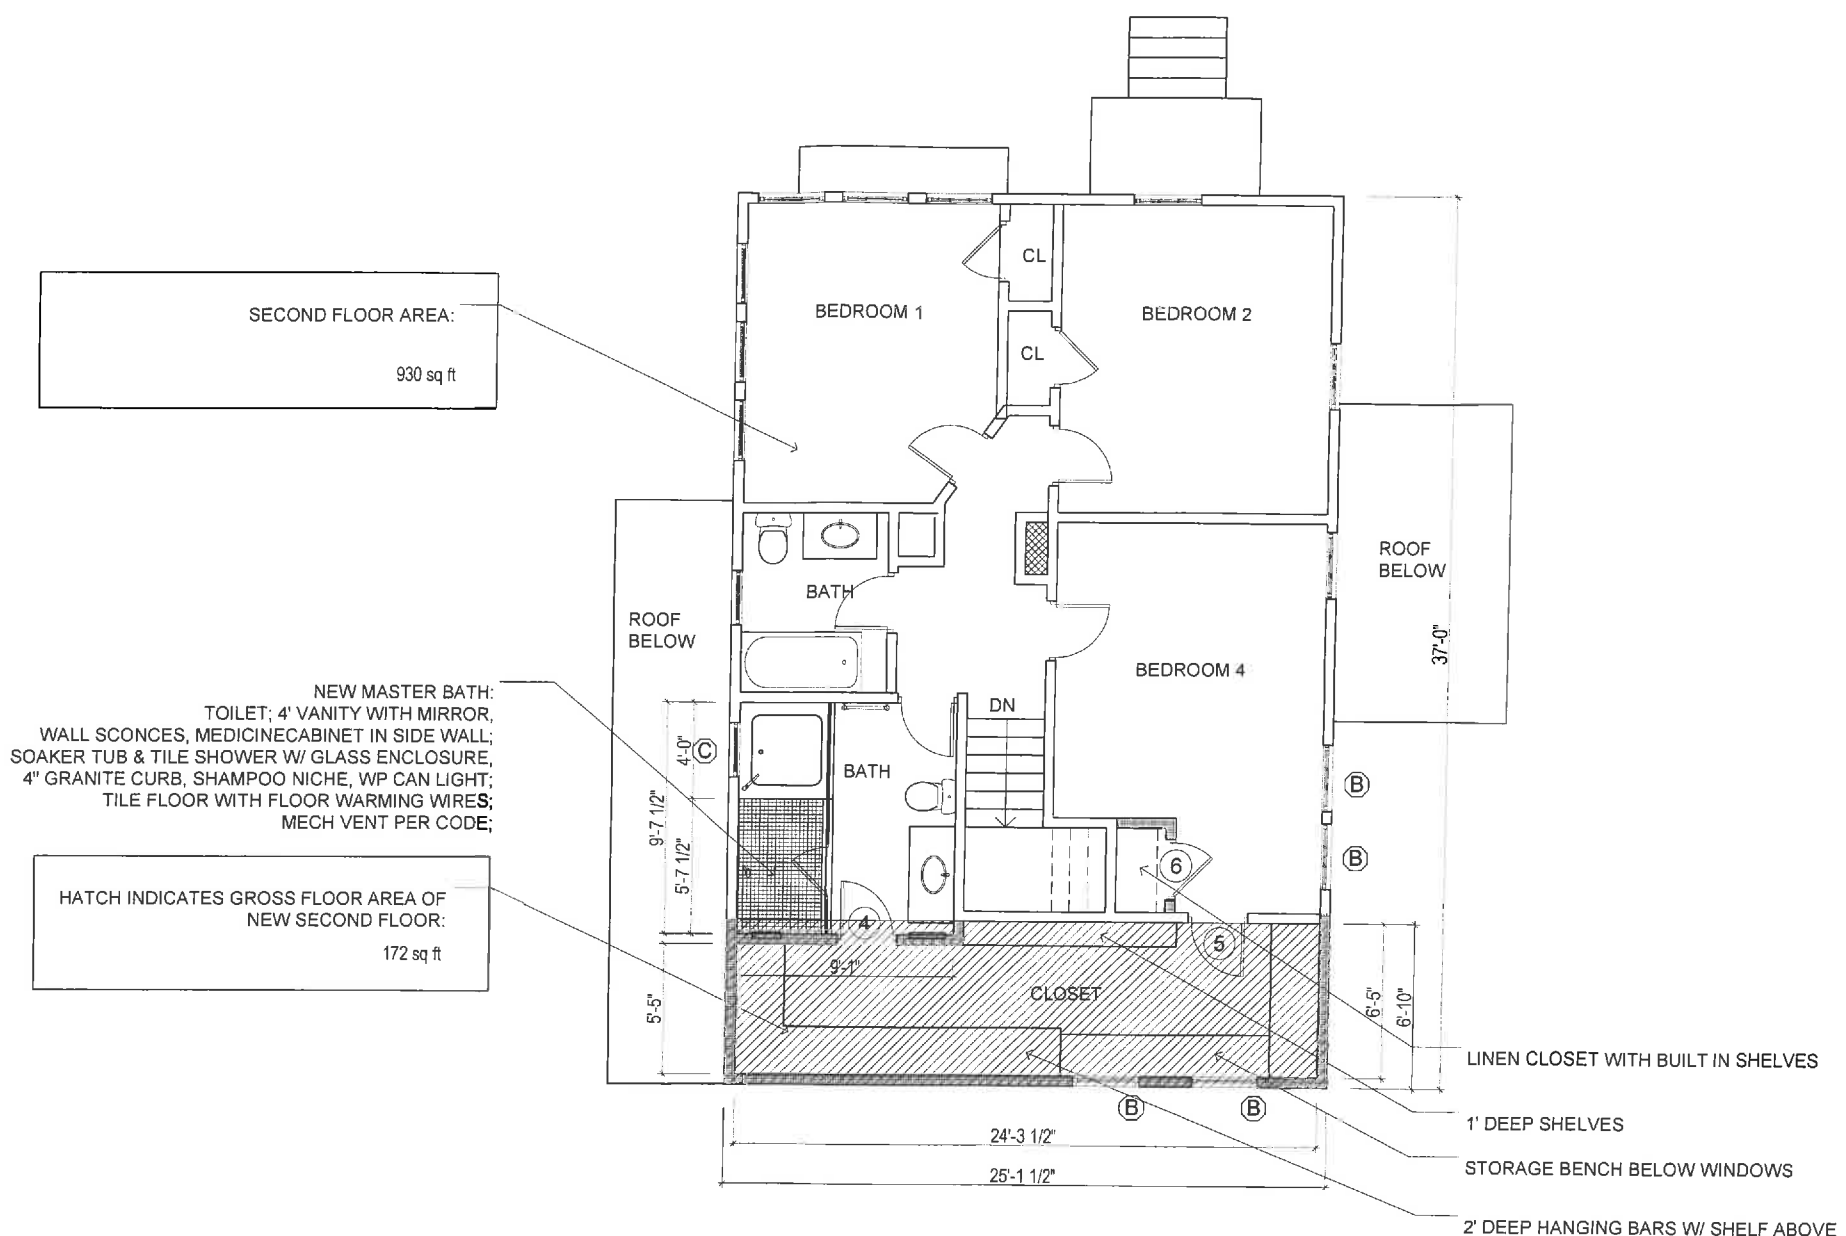 CL
SECOND FLOOR AREA:
930 sq ft
BEDROOM 1
BEDROOM 2
CL
ROOF
BELOW
BATH
ROOF
BELOW
37'-0"
BEDROOM 4
NEW MASTER BATH:
TOILET; 4' VANITY WITH MIRROR,
WALL SCONCES, MEDICINECABINET IN SIDE WALL;
SOAKER TUB & TILE SHOWER W/ GLASS ENCLOSURE,
4" GRANITE CURB, SHAMPOO NICHE, WP CAN LIGHT;
TILE FLOOR WITH FLOOR WARMING WIRES;
MECH VENT PER CODE;
DN
4'-0"
C
BATH
9'-7 1/2"
5'-7 1/2"
B
B
6
HATCH INDICATES GROSS FLOOR AREA OF
NEW SECOND FLOOR:
172 sq ft
4
5
9'-1"
CLOSET
5'-5"
6'-5"
6'-10"
LINEN CLOSET WITH BUILT IN SHELVES
B
B
1' DEEP SHELVES
24'-3 1/2"
STORAGE BENCH BELOW WINDOWS
25'-1 1/2"
2' DEEP HANGING BARS W/ SHELF ABOVE